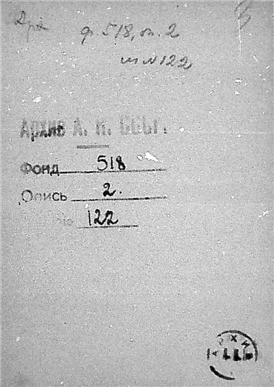 ф. 518, оп. 2
№ 122
Архив А. Н. СССР.
Фонд 518
Опись 2.
122